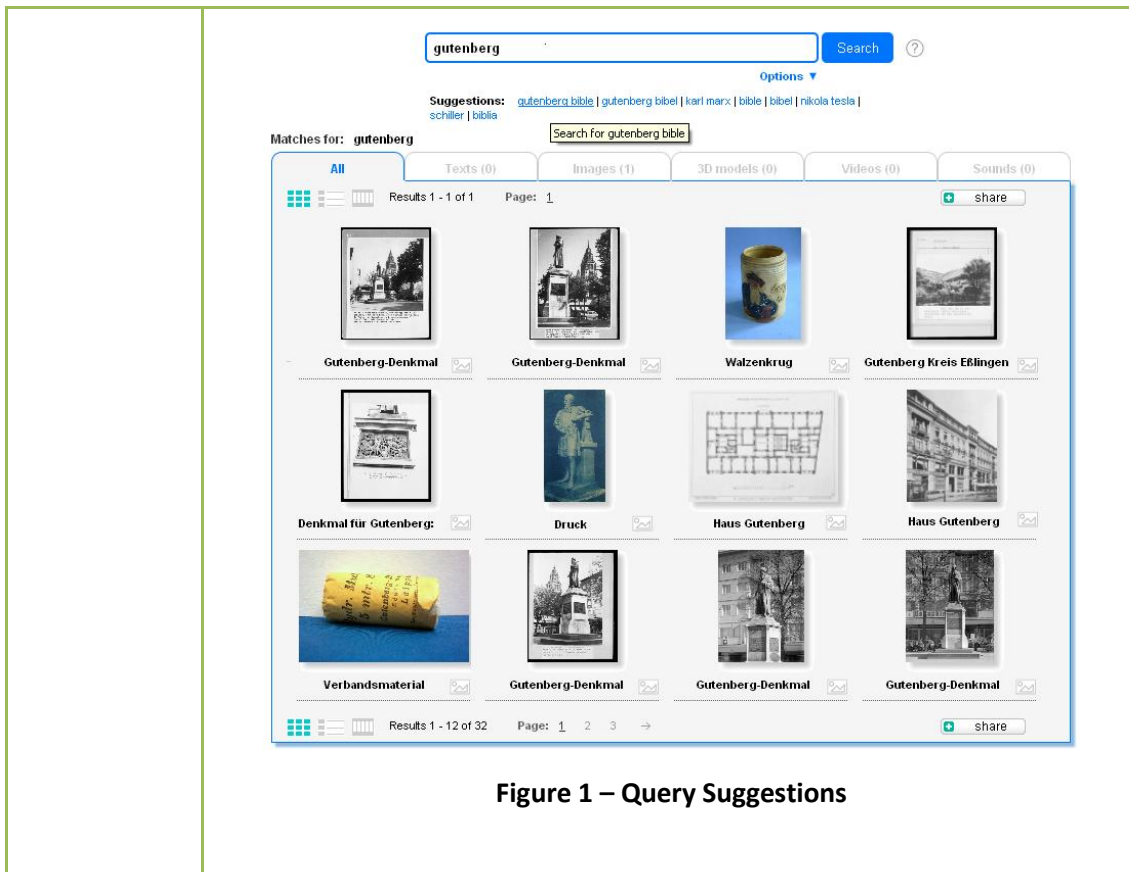 gutenberg
Search
?
Options ▼
Suggestions: gutenberg bible | gutenberg bibel | karl marx | bible | bibel | nikola tesla |
schiller | biblia
Search for gutenberg bible
Matches for: gutenberg
All Texts (0) Images (1) 3D models (0) Videos (0) Sounds (0)
Results 1 - 1 of 1 Page: 1 share
Gutenberg-Denkmal Gutenberg-Denkmal Walzenkrug Gutenberg Kreis Eßlingen
Denkmal für Gutenberg: Druck Haus Gutenberg Haus Gutenberg
Verbandsmaterial Gutenberg-Denkmal Gutenberg-Denkmal Gutenberg-Denkmal
Results 1 - 12 of 32 Page: 1 2 3 → share
Figure 1 – Query Suggestions